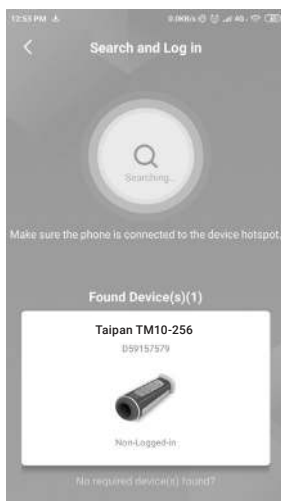 12:53 PM
Search and Log in
Searching...
Make sure the phone is connected to the device hotspot.
Found Device(s)(1)
Taipan TM10-256
D59157579
Non-Logged-in
No required device(s) found?